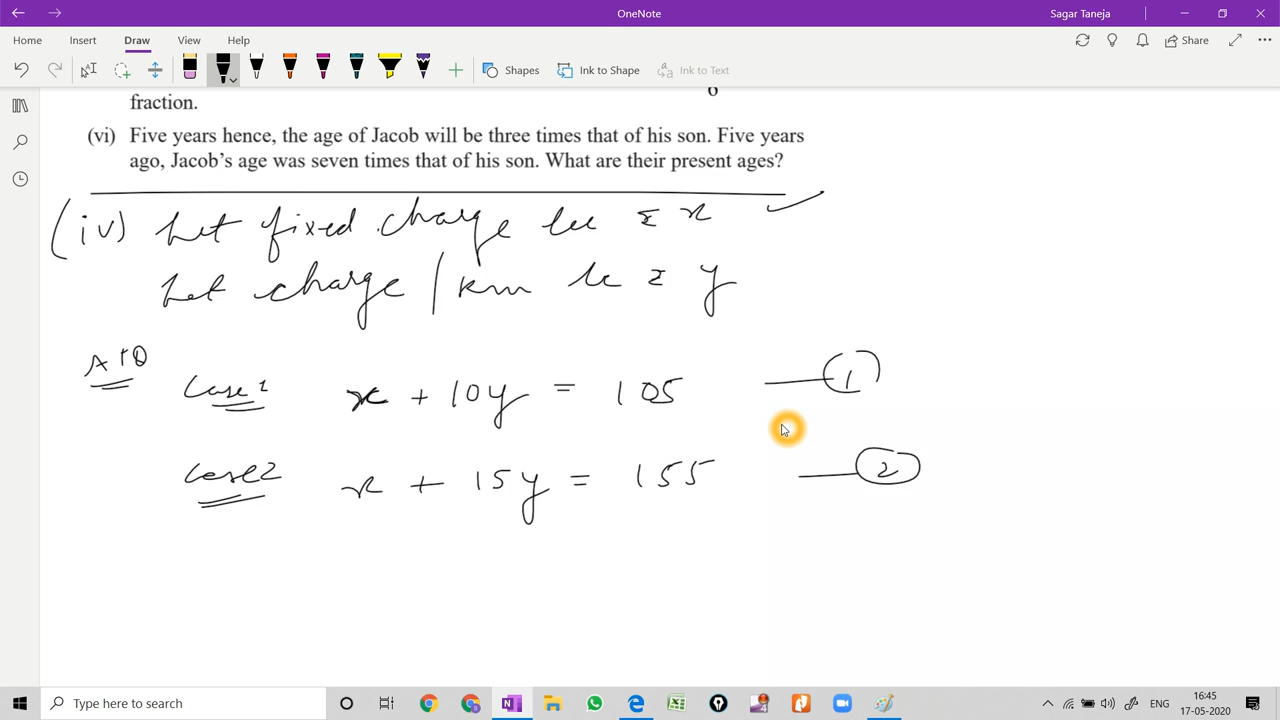 OneNote
Sagar Taneja
Home Insert Draw View Help
Share
Shapes
Ink to Shape
Ink to Text
6
fraction.
(vi) Five years hence, the age of Jacob will be three times that of his son. Five years
ago, Jacob's age was seven times that of his son. What are their present ages?
(iv) Let fixed charge be ₹ x
Let charge / km be ₹ y
ATQ
Case 1 x + 10y = 105 1
Case 2 x + 15y = 155 2
Type here to search
4
ENG
16:45
17-05-2020